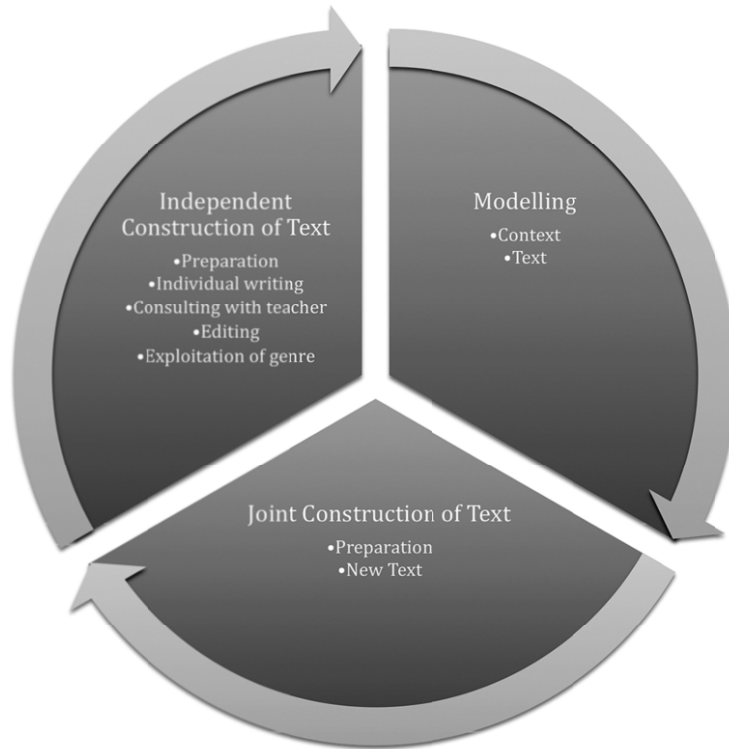 Independent
Construction of Text
•Preparation
•Individual writing
•Consulting with teacher
•Editing
•Exploitation of genre
Modelling
•Context
•Text
Joint Construction of Text
•Preparation
•New Text